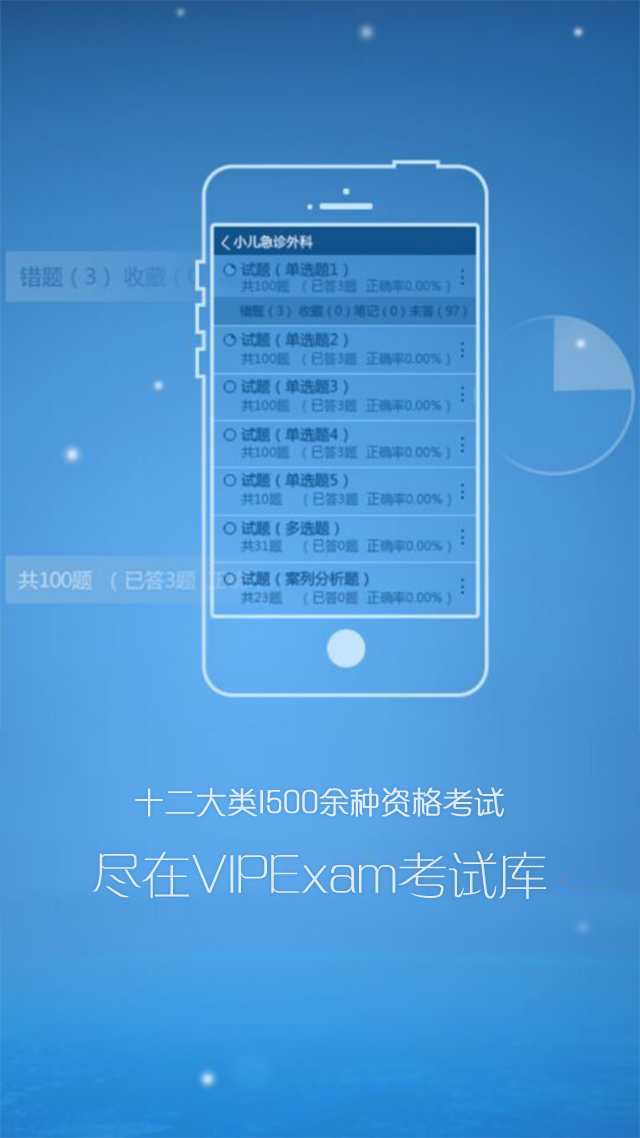 小儿急诊外科
试题（单选题1）
共100题 （已答3题 正确率0.00%）
错题（3） 收藏（0）笔记（0）未答（97）
试题（单选题2）
共100题 （已答3题 正确率0.00%）
试题（单选题3）
共100题 （已答3题 正确率0.00%）
试题（单选题4）
共100题 （已答3题 正确率0.00%）
试题（单选题5）
共10题 （已答3题 正确率0.00%）
试题（多选题）
共31题 （已答0题 正确率0.00%）
试题（案列分析题）
共23题 （已答0题 正确率0.00%）
错题（3） 收藏（
共100题 （已答3题 正
十二大类1500余种资格考试
尽在VIPExam考试库